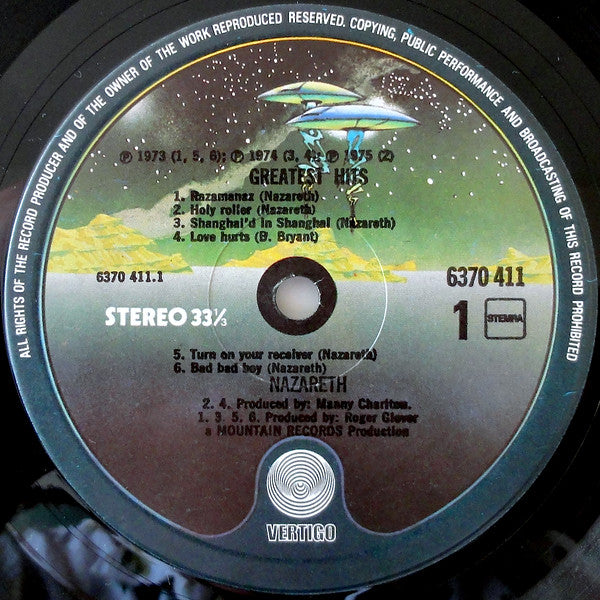 ALL RIGHTS OF THE RECORD PRODUCER AND OF THE OWNER OF THE WORK REPRODUCED RESERVED. COPYING, PUBLIC PERFORMANCE AND BROADCASTING OF THIS RECORD PROHIBITED
℗ 1973 (1, 5, 6); ℗ 1974 (3, 4); ℗ 1975 (2)
GREATEST HITS
1. Razamanaz (Nazareth)
2. Holy roller (Nazareth)
3. Shanghai'd in Shanghai (Nazareth)
4. Love hurts (B. Bryant)
6370 411.1
6370 411
STEREO 33⅓
1
STEMRA
5. Turn on your receiver (Nazareth)
6. Bad bad boy (Nazareth)
NAZARETH
2. 4. Produced by: Manny Charlton.
1. 3. 5. 6. Produced by: Roger Glover
a MOUNTAIN RECORDS Production
VERTIGO